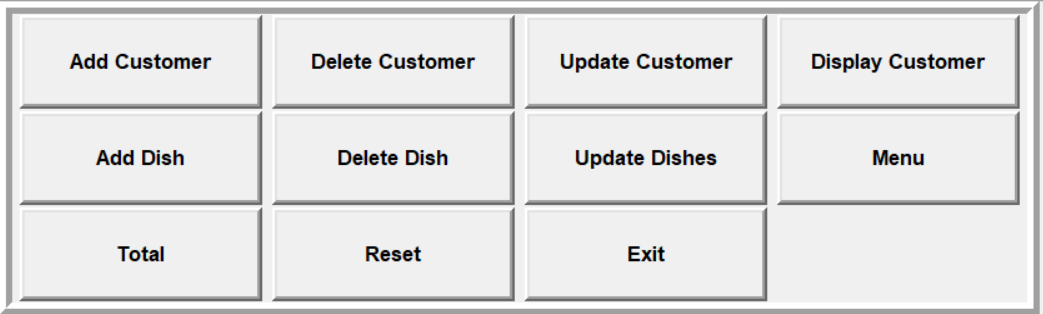 Add Customer
Delete Customer
Update Customer
Display Customer
Add Dish
Delete Dish
Update Dishes
Menu
Total
Reset
Exit